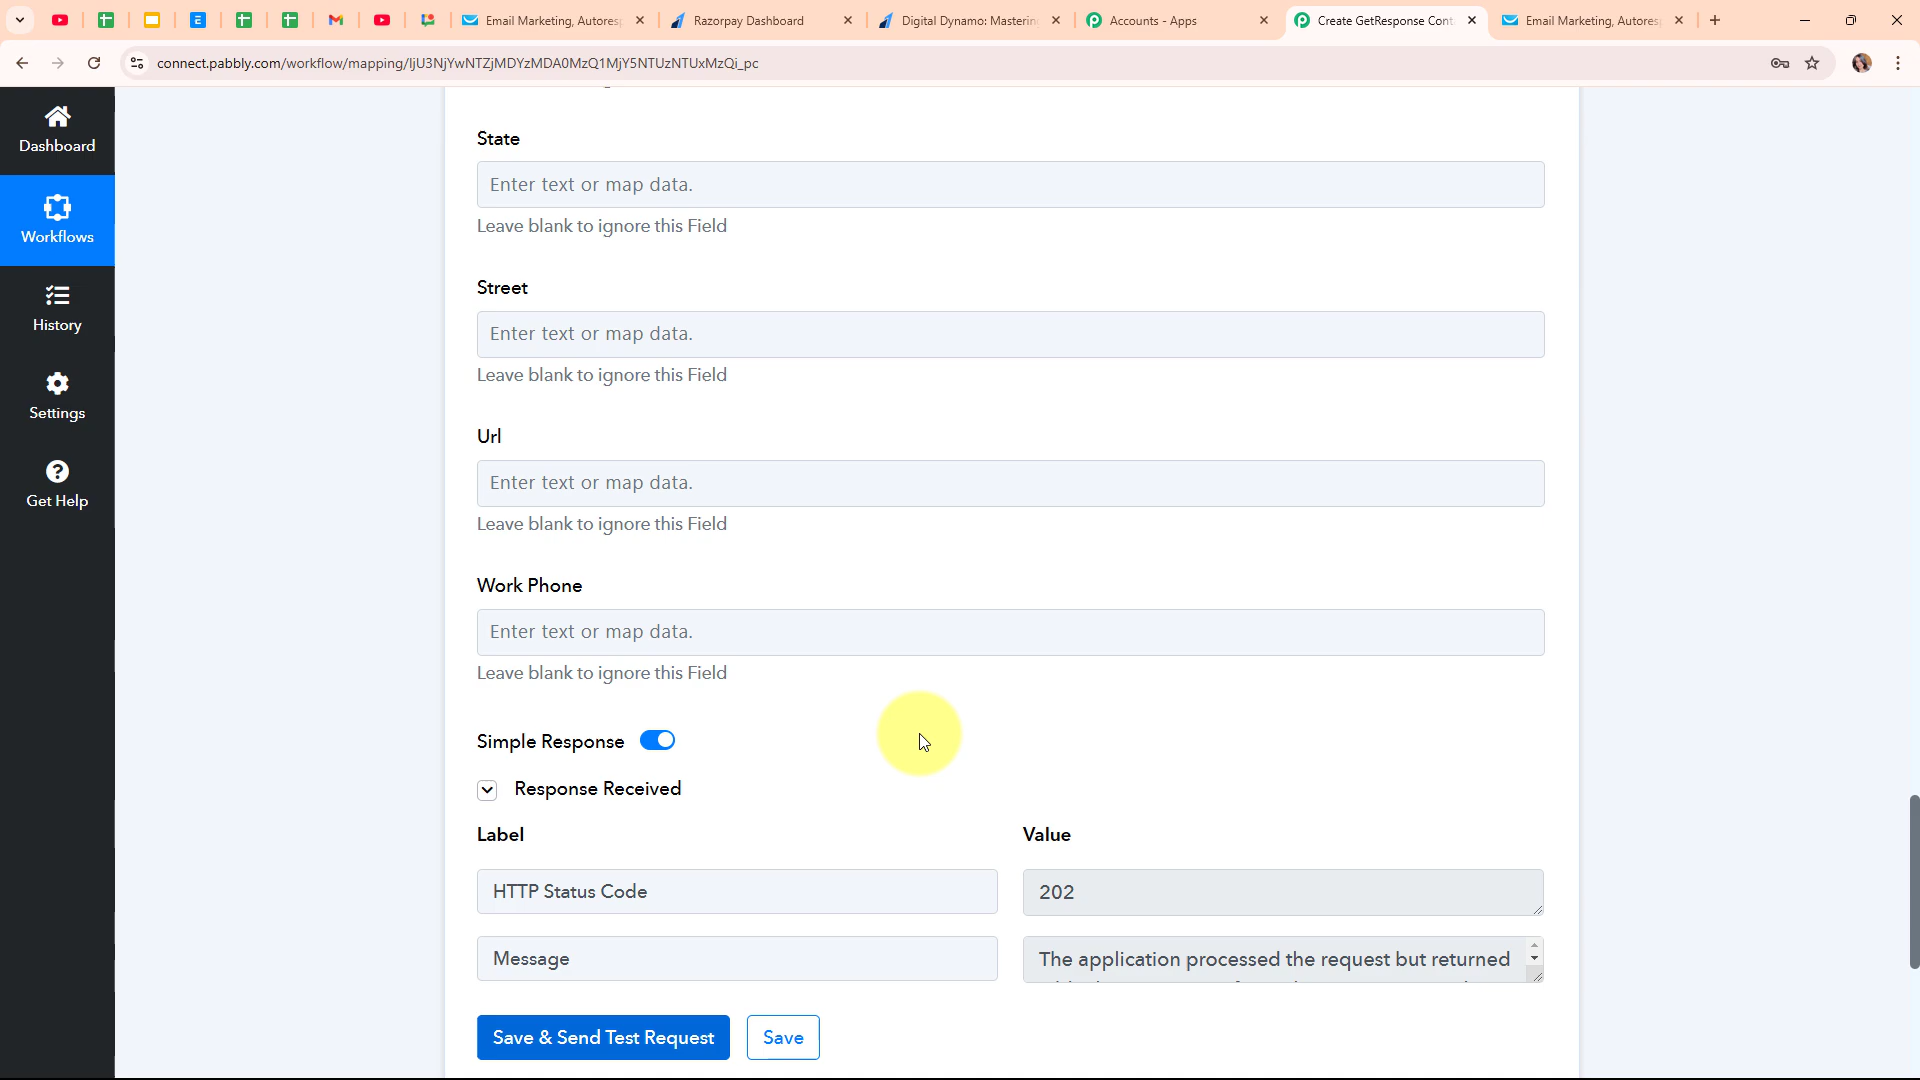 Email Marketing, Autores
Razorpay Dashboard
Digital Dynamo: Masterin
Accounts - Apps
Create GetResponse Cont
Email Marketing, Autores
connect.pabbly.com/workflow/mapping/IjU3NjYwNTZjMDYzMDA0MzQ1MjY5NTUzNTUxMzQi_pc
Dashboard
Workflows
History
Settings
Get Help
State
Enter text or map data.
Leave blank to ignore this Field
Street
Enter text or map data.
Leave blank to ignore this Field
Url
Enter text or map data.
Leave blank to ignore this Field
Work Phone
Enter text or map data.
Leave blank to ignore this Field
Simple Response
Response Received
Label Value
HTTP Status Code 202
Message The application processed the request but returned
Save & Send Test Request Save